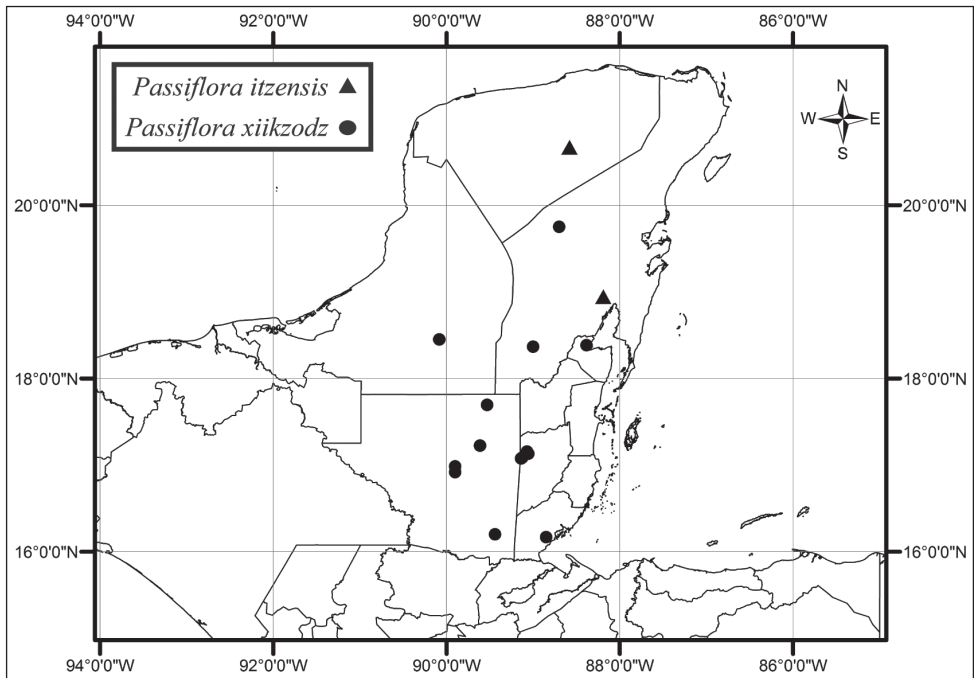 94°0'0"W 92°0'0"W 90°0'0"W 88°0'0"W 86°0'0"W
Passiflora itzensis
Passiflora xiikzodz
N
W E
S
20°0'0"N 20°0'0"N
18°0'0"N 18°0'0"N
16°0'0"N 16°0'0"N
94°0'0"W 92°0'0"W 90°0'0"W 88°0'0"W 86°0'0"W